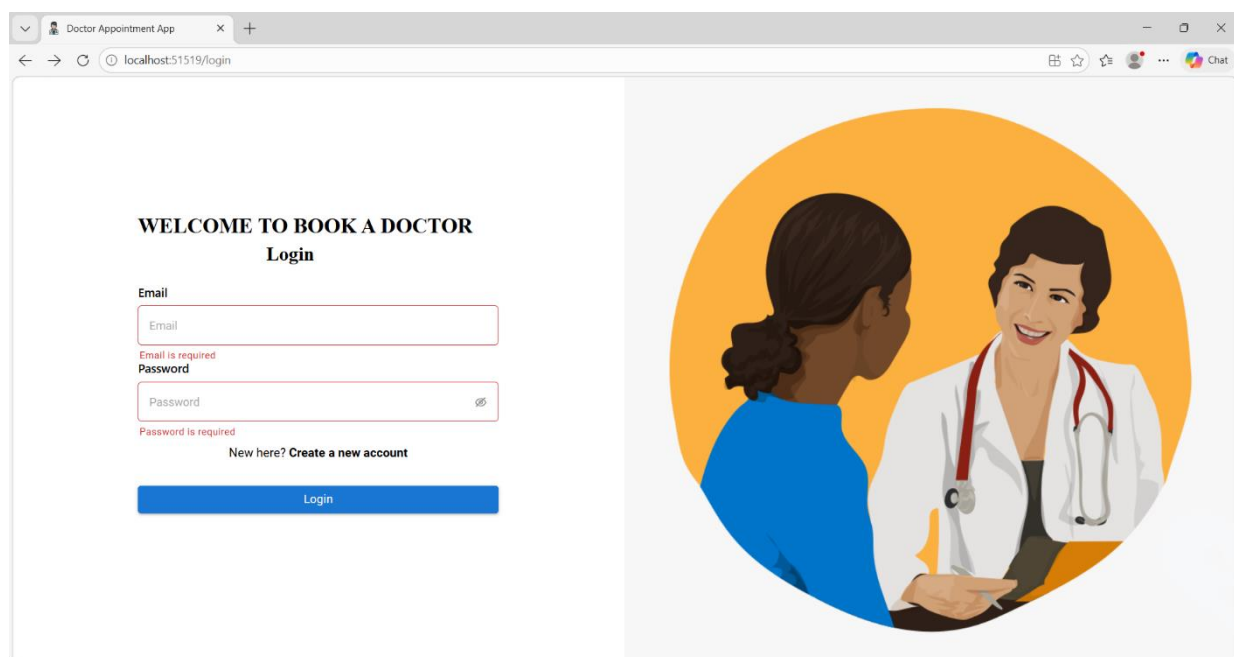 Doctor Appointment App
localhost:51519/login
Chat
WELCOME TO BOOK A DOCTOR
Login
Email
Email
Email is required
Password
Password
Password is required
New here? Create a new account
Login